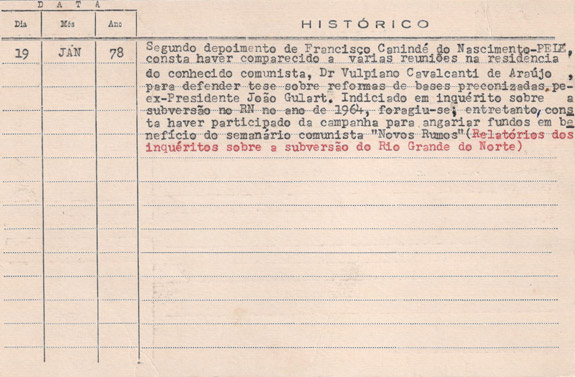 D A T A
Dia Mês Ano HISTÓRICO
19 JAN 78 Segundo depoimento de Francisco Canindé do Nascimento-PELÉ,
consta haver comparecido a várias reuniões na residência
do conhecido comunista, Dr Vulpiano Cavalcanti de Araújo ,
para defender tese sobre reformas de bases preconizadas pe-
ex-Presidente João Gulart. Indiciado em inquérito sobre a
subversão no RN no ano de 1964, foragiu-se; entretanto, cons
ta haver participado da campanha para angariar fundos em be
nefício do semanário comunista "Novos Rumos"(Relatórios dos
inquéritos sobre a subversão do Rio Grande do Norte)